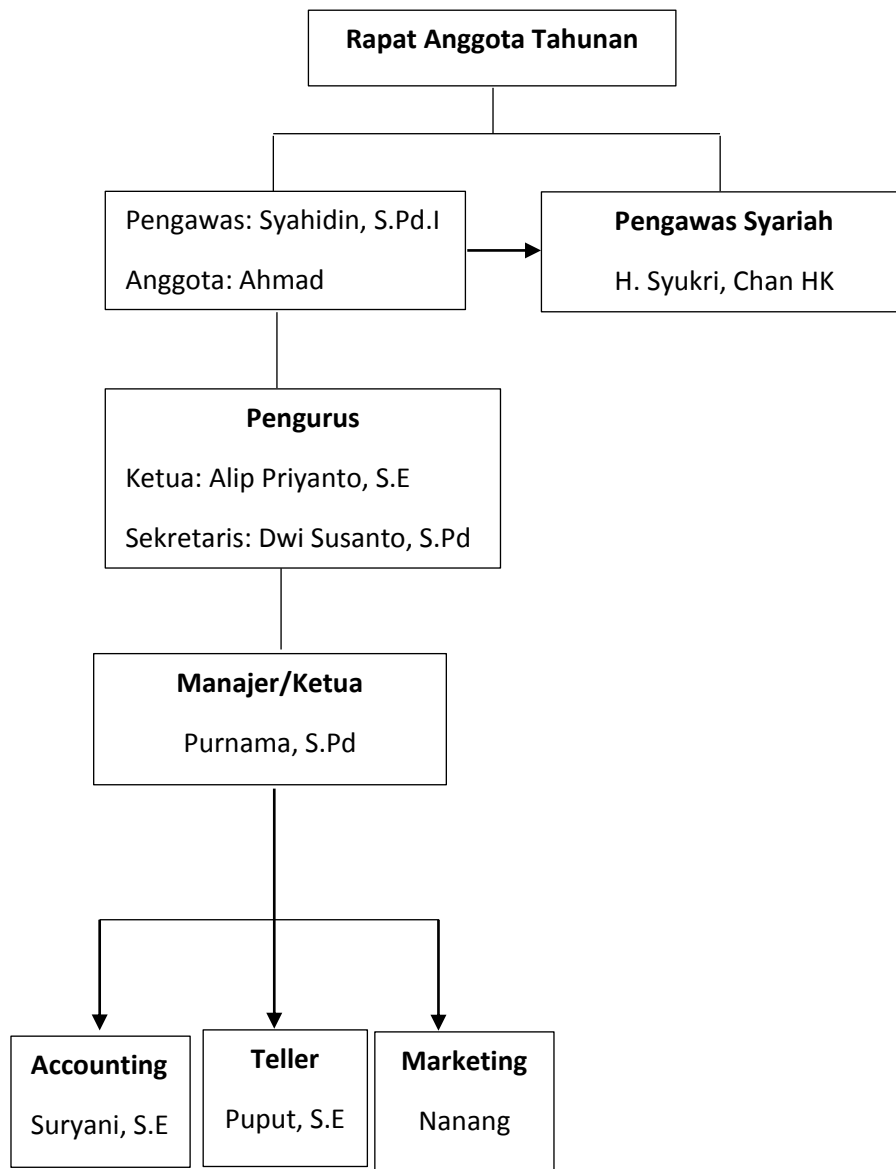 Rapat Anggota Tahunan
Pengawas: Syahidin, S.Pd.I
Anggota: Ahmad
Pengawas Syariah
H. Syukri, Chan HK
Pengurus
Ketua: Alip Priyanto, S.E
Sekretaris: Dwi Susanto, S.Pd
Manajer/Ketua
Purnama, S.Pd
Accounting
Suryani, S.E
Teller
Puput, S.E
Marketing
Nanang